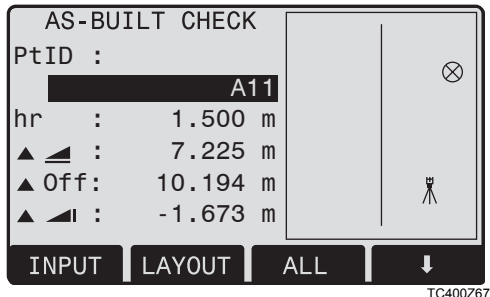 AS-BUILT CHECK
PtID :
A11
hr : 1.500 m
▲ ◢ : 7.225 m
▲ Off: 10.194 m
▲ ◢I : -1.673 m
INPUT LAYOUT ALL ⬇
TC400Z67